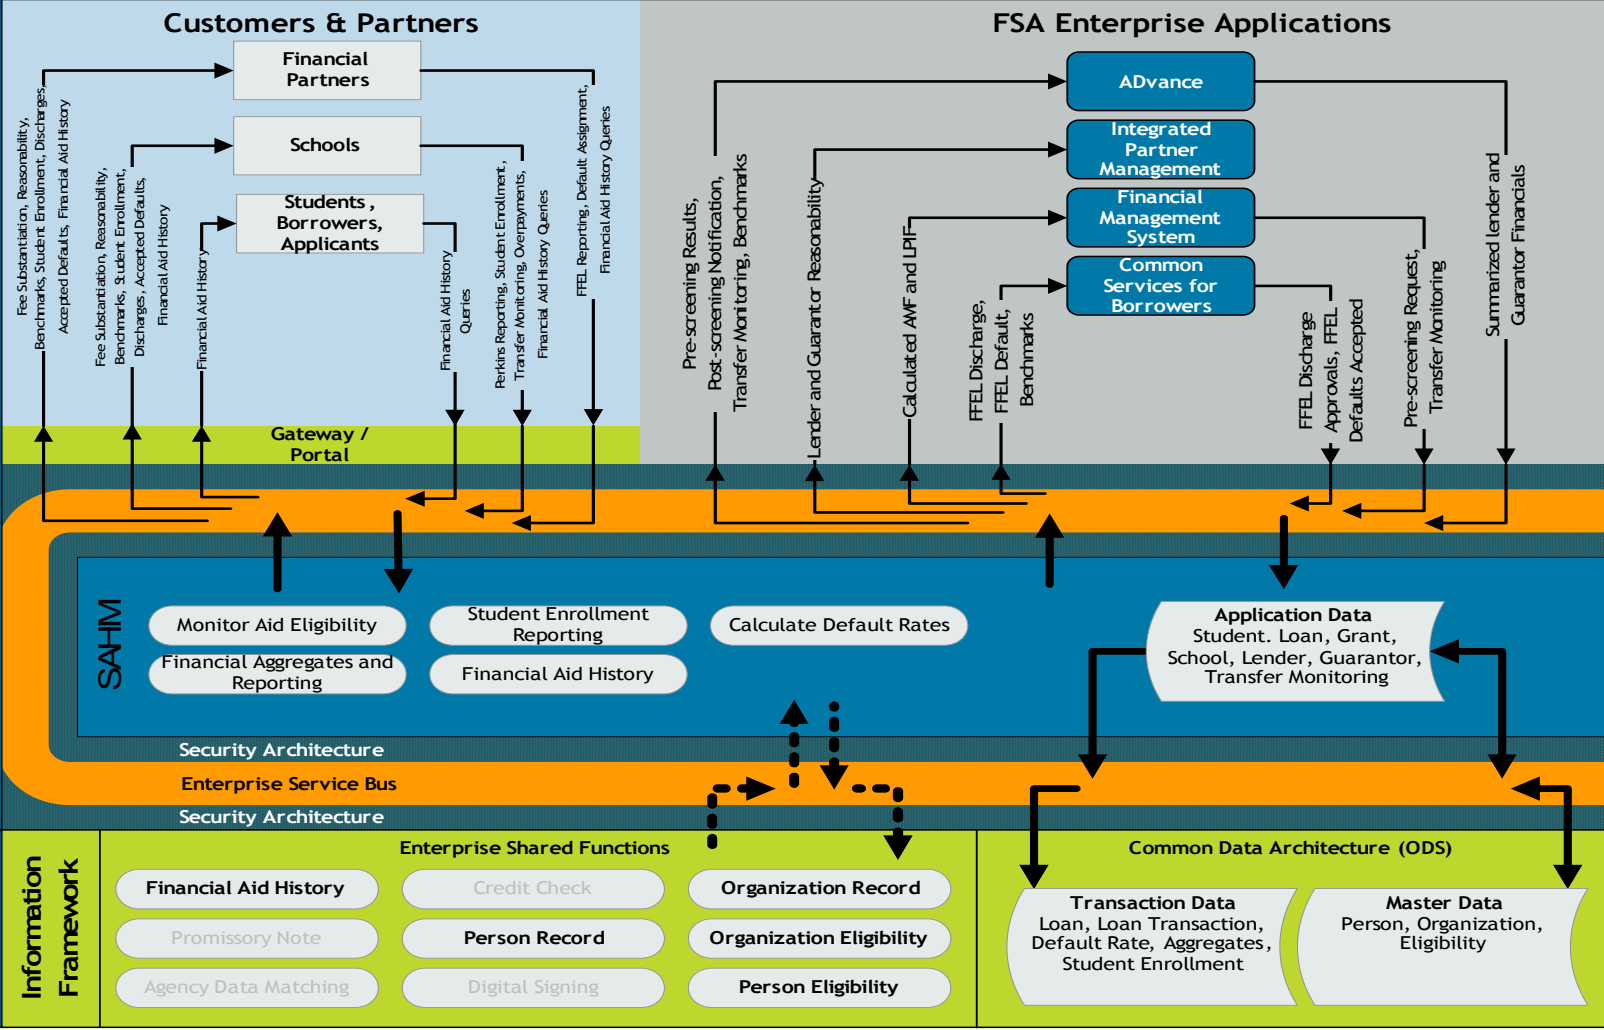 Customers & Partners
FSA Enterprise Applications
Financial
Partners
Schools
Students,
Borrowers,
Applicants
Fee Substantiation, Reasonability,
Benchmarks, Student Enrollment, Discharges,
Accepted Defaults, Financial Aid History
Fee Substantiation, Reasonability,
Benchmarks, Student Enrollment,
Discharges, Accepted Defaults,
Financial Aid History
Financial Aid History
Financial Aid History
Queries
Perkins Reporting, Student Enrollment,
Transfer Monitoring, Overpayments,
Financial Aid History Queries
FFEL Reporting, Default Assignment,
Financial Aid History Queries
ADvance
Integrated
Partner
Management
Financial
Management
System
Common
Services for
Borrowers
Pre-screening Results,
Post-screening Notification,
Transfer Monitoring, Benchmarks
Lender and Guarantor Reasonability
Calculated AMF and LPIF
FFEL Discharge,
FFEL Default,
Benchmarks
FFEL Discharge
Approvals, FFEL
Defaults Accepted
Pre-screening Request,
Transfer Monitoring
Summarized lender and
Guarantor Financials
Gateway /
Portal
SAHM
Monitor Aid Eligibility
Student Enrollment
Reporting
Calculate Default Rates
Financial Aggregates and
Reporting
Financial Aid History
Application Data
Student. Loan, Grant,
School, Lender, Guarantor,
Transfer Monitoring
Security Architecture
Enterprise Service Bus
Security Architecture
Information
Framework
Enterprise Shared Functions
Financial Aid History
Credit Check
Organization Record
Promissory Note
Person Record
Organization Eligibility
Agency Data Matching
Digital Signing
Person Eligibility
Common Data Architecture (ODS)
Transaction Data
Loan, Loan Transaction,
Default Rate, Aggregates,
Student Enrollment
Master Data
Person, Organization,
Eligibility